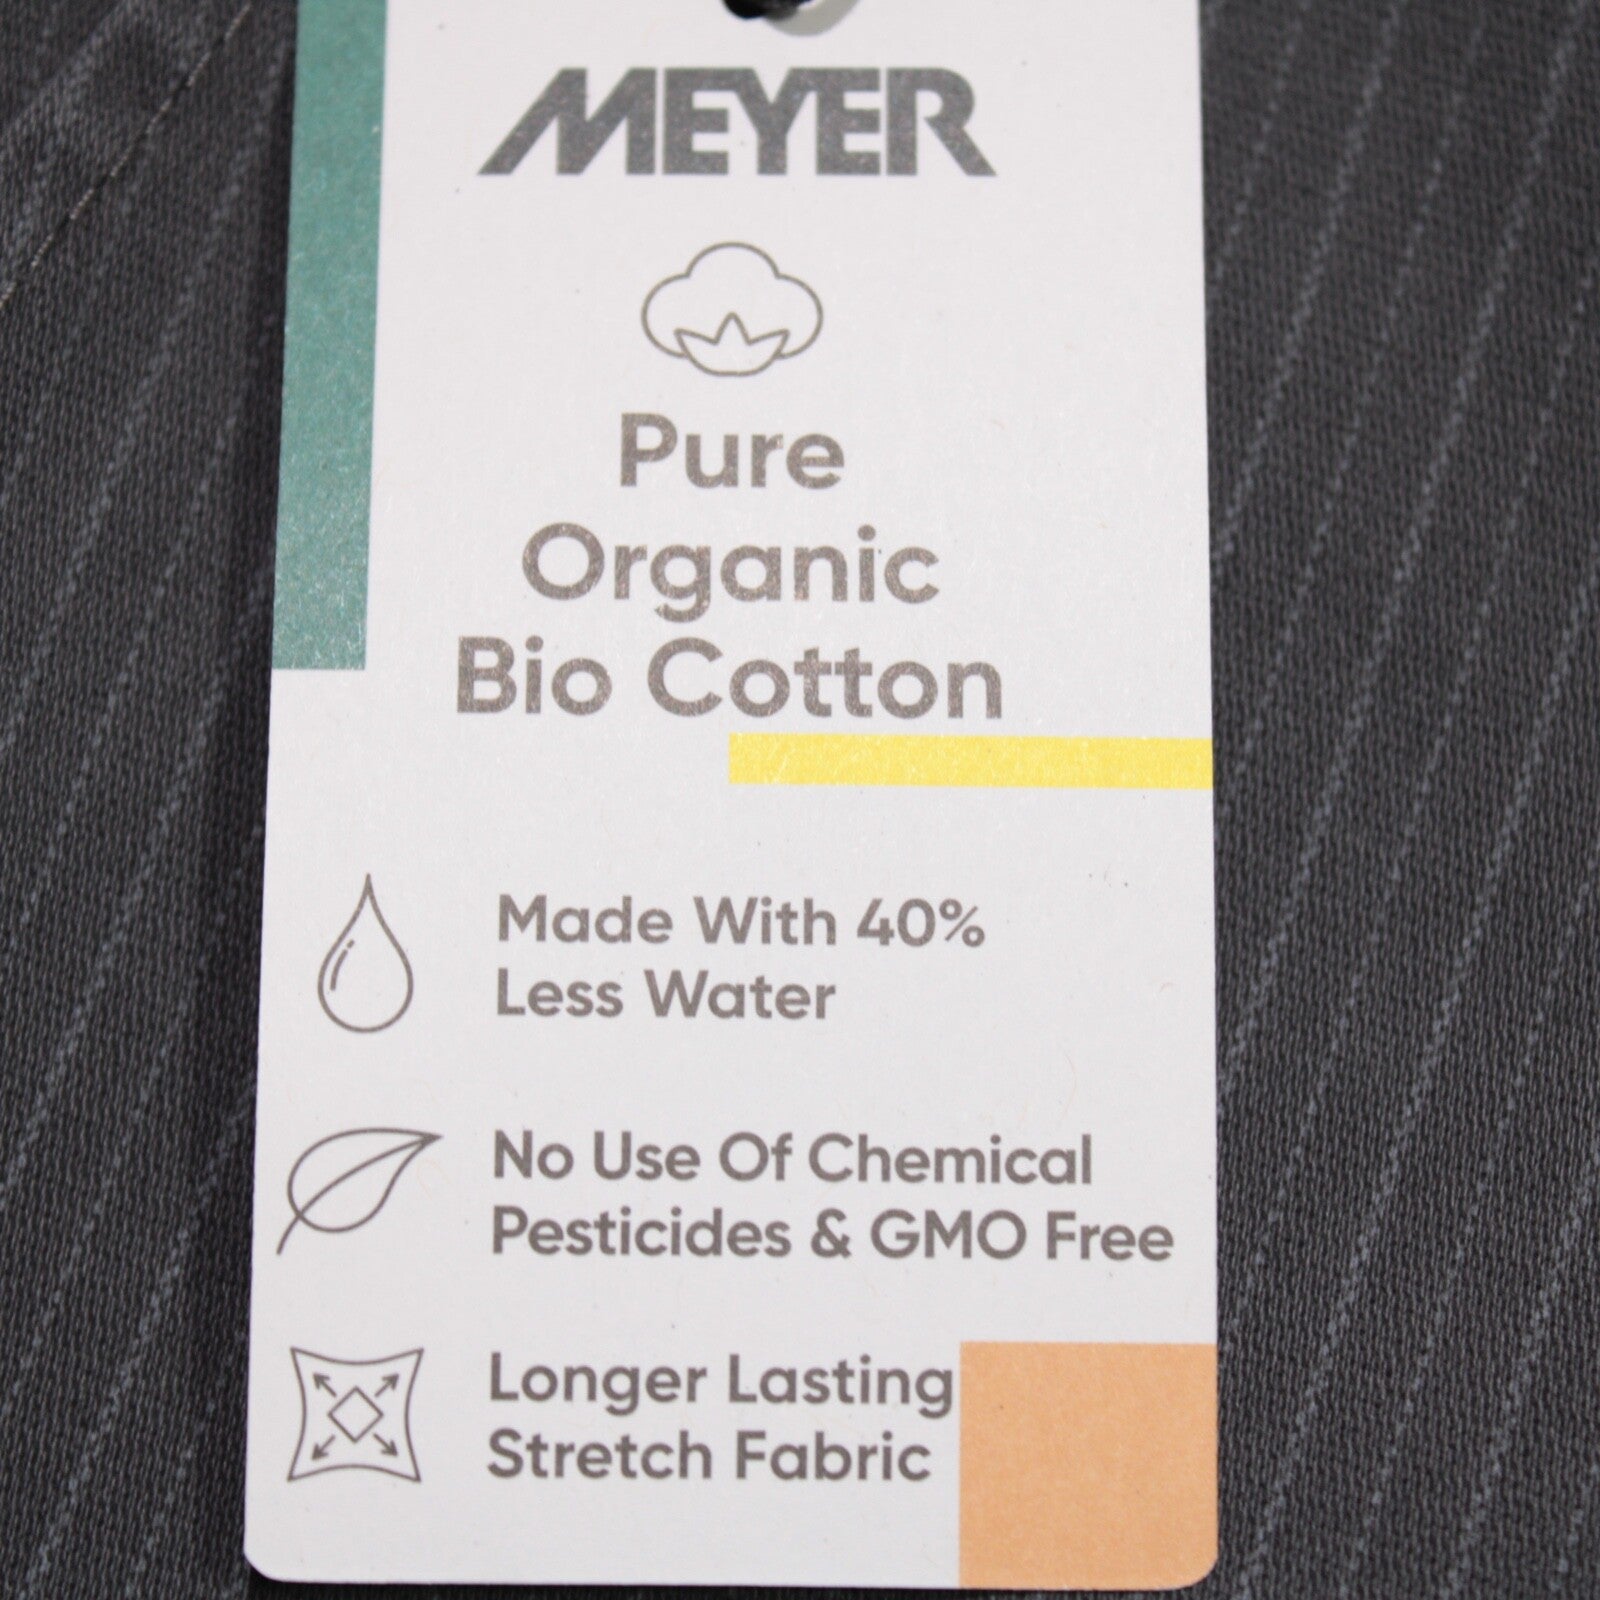 MEYER
Pure
Organic
Bio Cotton
Made With 40%
Less Water
No Use Of Chemical
Pesticides & GMO Free
Longer Lasting
Stretch Fabric